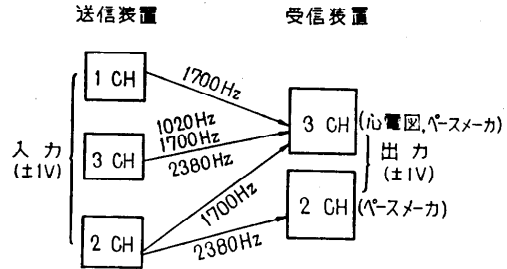 送信装置
受信装置
1 CH
1700Hz
1020Hz
1700Hz
2380Hz
3 CH
3 CH
(心電図,ペースメーカ)
入力
(±1V)
出力
(±1V)
1700Hz
2380Hz
2 CH
2 CH
(ペースメーカ)